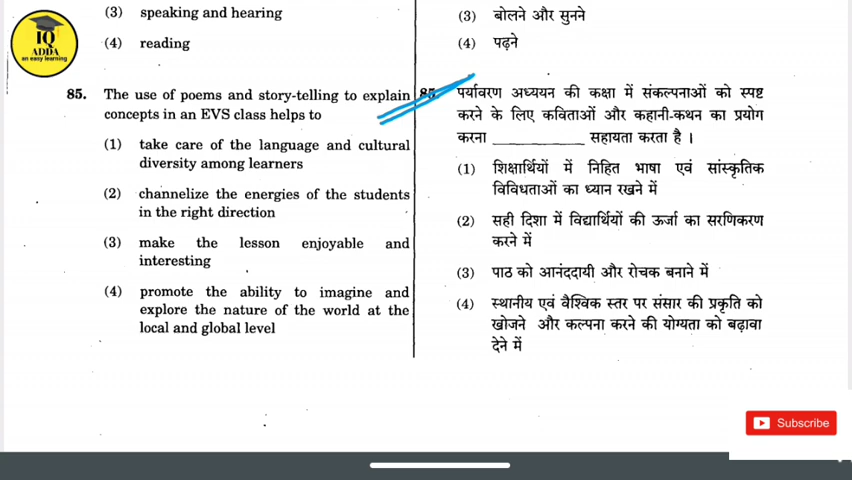 IQ
ADDA
an easy learning
(3) speaking and hearing
(4) reading
85. The use of poems and story-telling to explain
concepts in an EVS class helps to
(1) take care of the language and cultural
diversity among learners
(2) channelize the energies of the students
in the right direction
(3) make the lesson enjoyable and
interesting
(4) promote the ability to imagine and
explore the nature of the world at the
local and global level
(3) बोलने और सुनने
(4) पढ़ने
85. पर्यावरण अध्ययन की कक्षा में संकल्पनाओं को स्पष्ट
करने के लिए कविताओं और कहानी-कथन का प्रयोग
करना ____________ सहायता करता है ।
(1) शिक्षार्थियों में निहित भाषा एवं सांस्कृतिक
विविधताओं का ध्यान रखने में
(2) सही दिशा में विद्यार्थियों की ऊर्जा का सरणिकरण
करने में
(3) पाठ को आनंददायी और रोचक बनाने में
(4) स्थानीय एवं वैश्विक स्तर पर संसार की प्रकृति को
खोजने और कल्पना करने की योग्यता को बढ़ावा
देने में
Subscribe